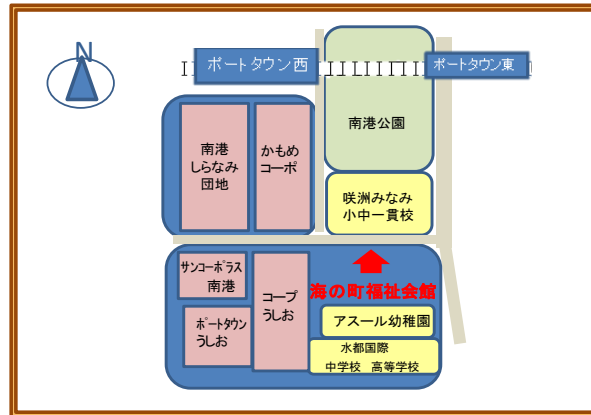 N
ポートタウン西
ポートタウン東
南港公園
南港
しらなみ
団地
かもめ
コーポ
咲洲みなみ
小中一貫校
サンコーポラス
南港
コープ
うしお
海の町福祉会館
ポートタウン
うしお
アスール幼稚園
水都国際
中学校 高等学校